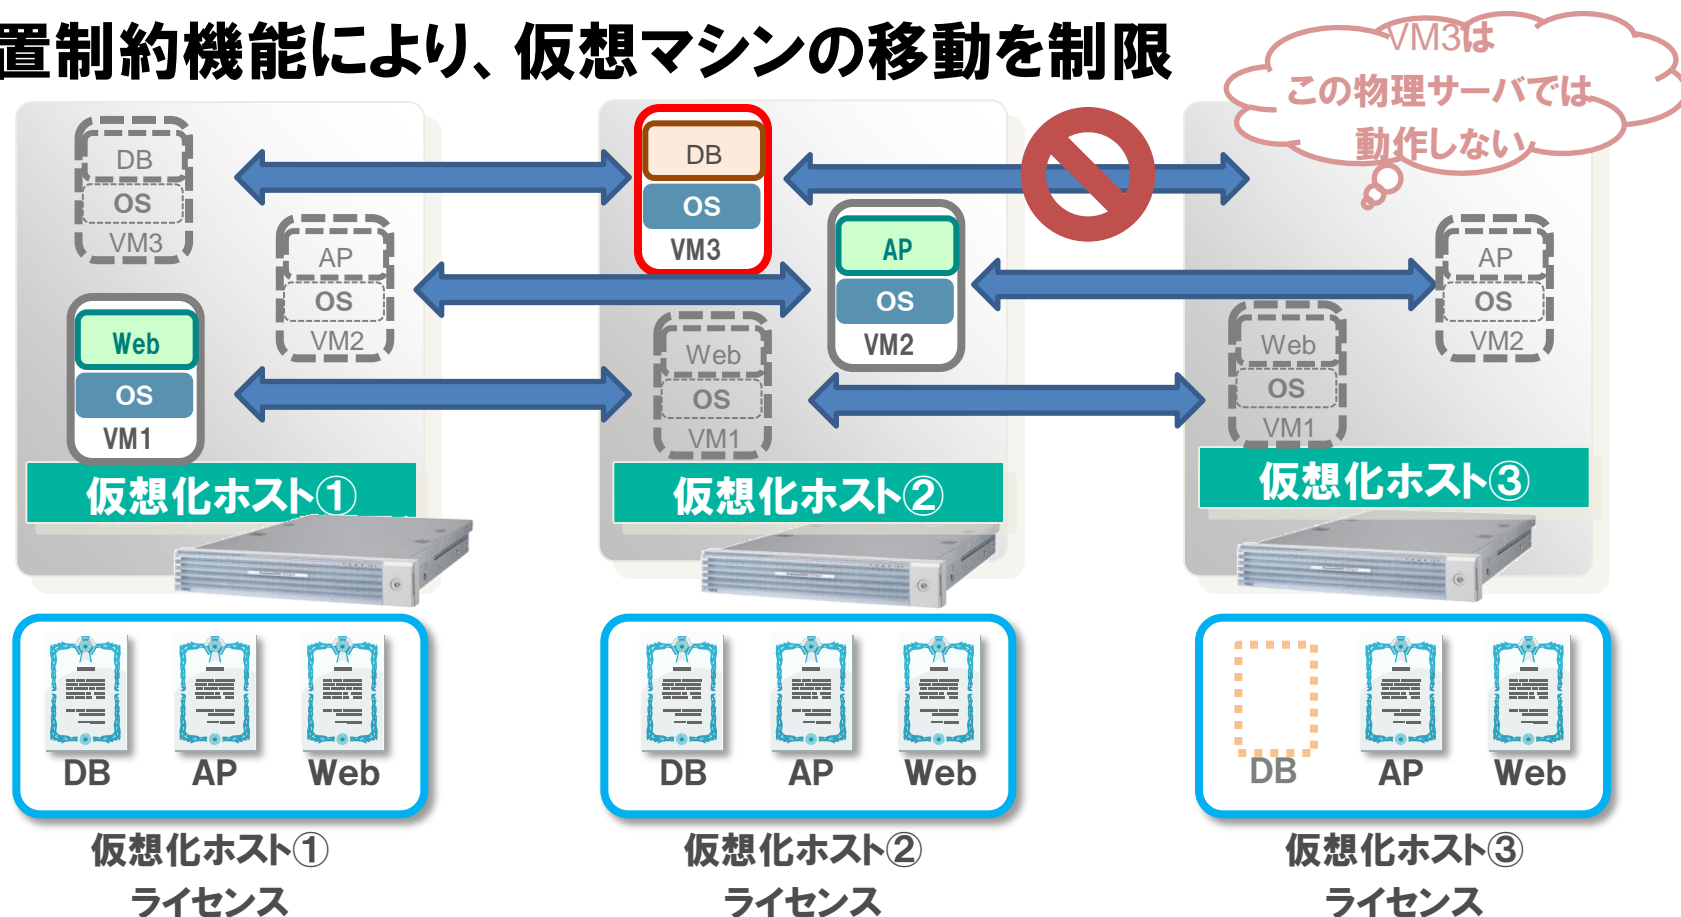 置制約機能により、仮想マシンの移動を制限
VM3は
この物理サーバでは
動作しない
DB
OS
VM3
AP
OS
VM2
Web
OS
VM1
仮想化ホスト①
DB
OS
VM3
AP
OS
VM2
Web
OS
VM1
仮想化ホスト②
AP
OS
VM2
Web
OS
VM1
仮想化ホスト③
DB AP Web
仮想化ホスト①
ライセンス
DB AP Web
仮想化ホスト②
ライセンス
DB AP Web
仮想化ホスト③
ライセンス